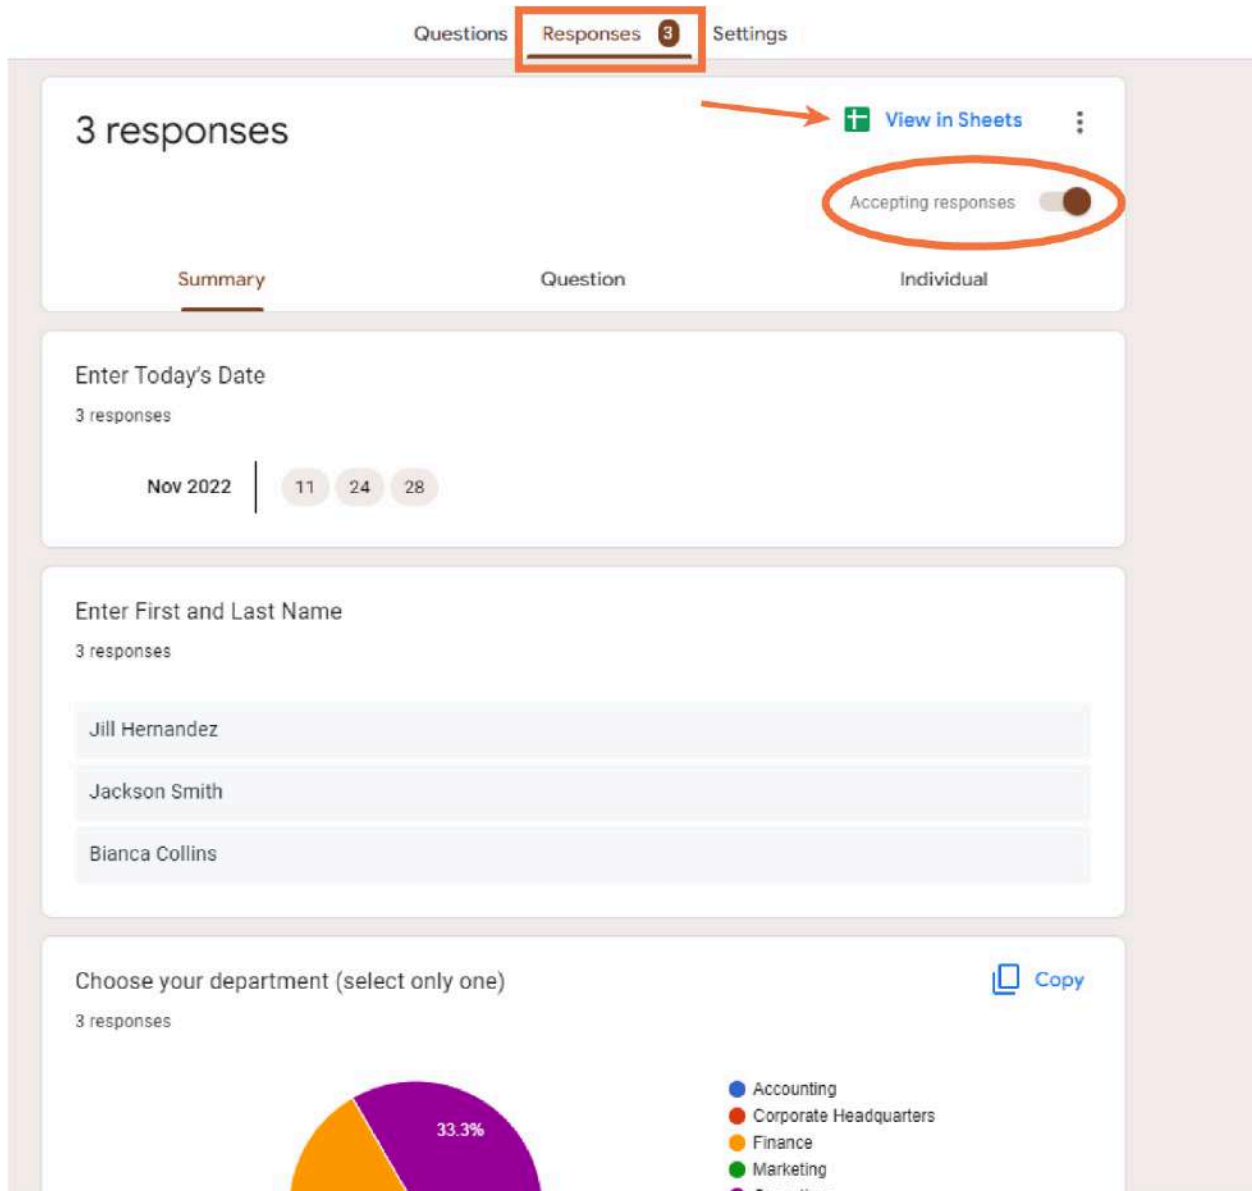 Questions Responses 3 Settings
3 responses
View in Sheets
Accepting responses
Summary Question Individual
Enter Today's Date
3 responses
Nov 2022 11 24 28
Enter First and Last Name
3 responses
Jill Hernandez
Jackson Smith
Bianca Collins
Choose your department (select only one)
Copy
3 responses
33.3%
Accounting
Corporate Headquarters
Finance
Marketing